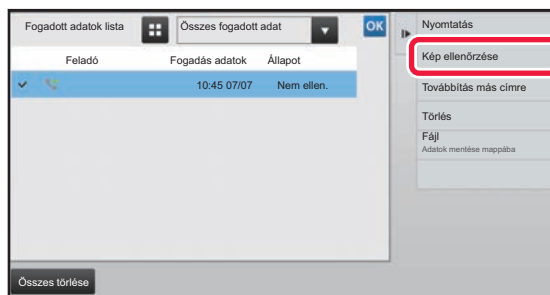 Fogadott adatok lista
Összes fogadott adat
OK
Feladó Fogadás adatok Állapot
10:45 07/07 Nem ellen.
Összes törlése
Nyomtatás
Kép ellenőrzése
Továbbítás más címre
Törlés
Fájl
Adatok mentése mappába